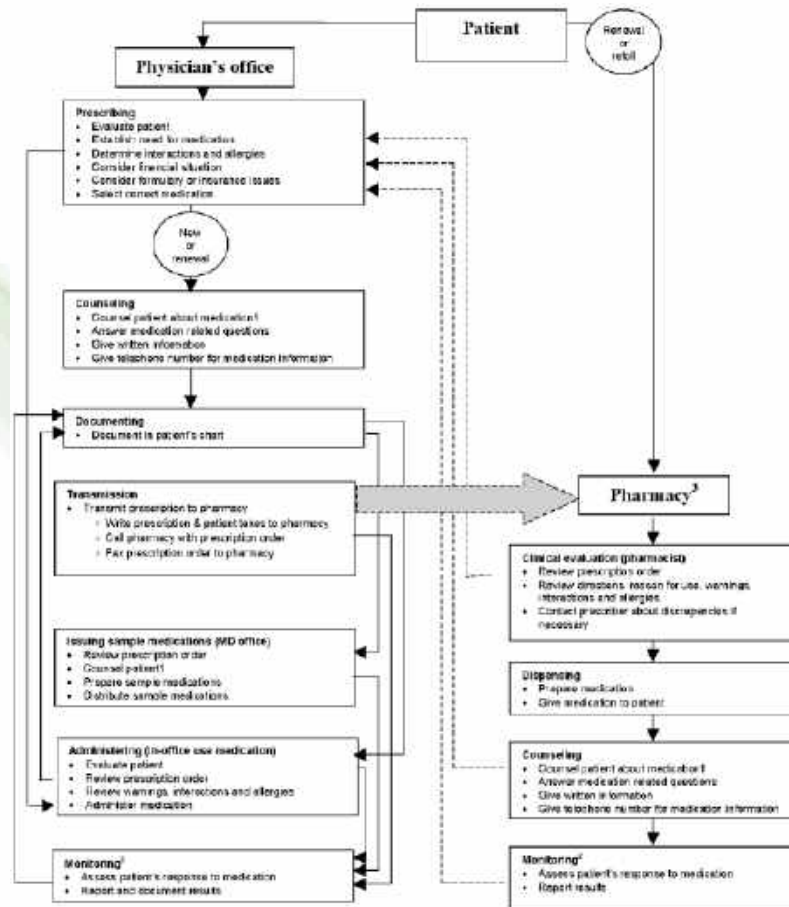 Patient
Renewal
or
refill
Physician's office
Prescribing
• Evaluate patient
• Establish need for medication
• Determine interactions and allergies
• Consider financial situation
• Consider formulary or insurance issues
• Select correct medication
New
or
renewal
Counseling
• Counsel patient about medication1
• Answer medication related questions
• Give written information
• Give telephone number for medication information
Documenting
• Document in patient's chart
Transmission
• Transmit prescription to pharmacy
○ Write prescription & patient takes to pharmacy
○ Call pharmacy with prescription order
○ Fax prescription order to pharmacy
Issuing sample medications (MD office)
• Review prescription order
• Counsel patient1
• Prepare sample medications
• Distribute sample medications
Administering (in-office use medication)
• Evaluate patient
• Review prescription order
• Review warnings, interactions and allergies
• Administer medication
Monitoring2
• Assess patient's response to medication
• Report and document results
Pharmacy3
Clinical evaluation (pharmacist)
• Review prescription order
• Review directions, reason for use, warnings,
interactions and allergies
• Contact prescriber about discrepancies if
necessary
Dispensing
• Prepare medication
• Give medication to patient
Counseling
• Counsel patient about medication1
• Answer medication related questions
• Give written information
• Give telephone number for medication information
Monitoring2
• Assess patient's response to medication
• Report results